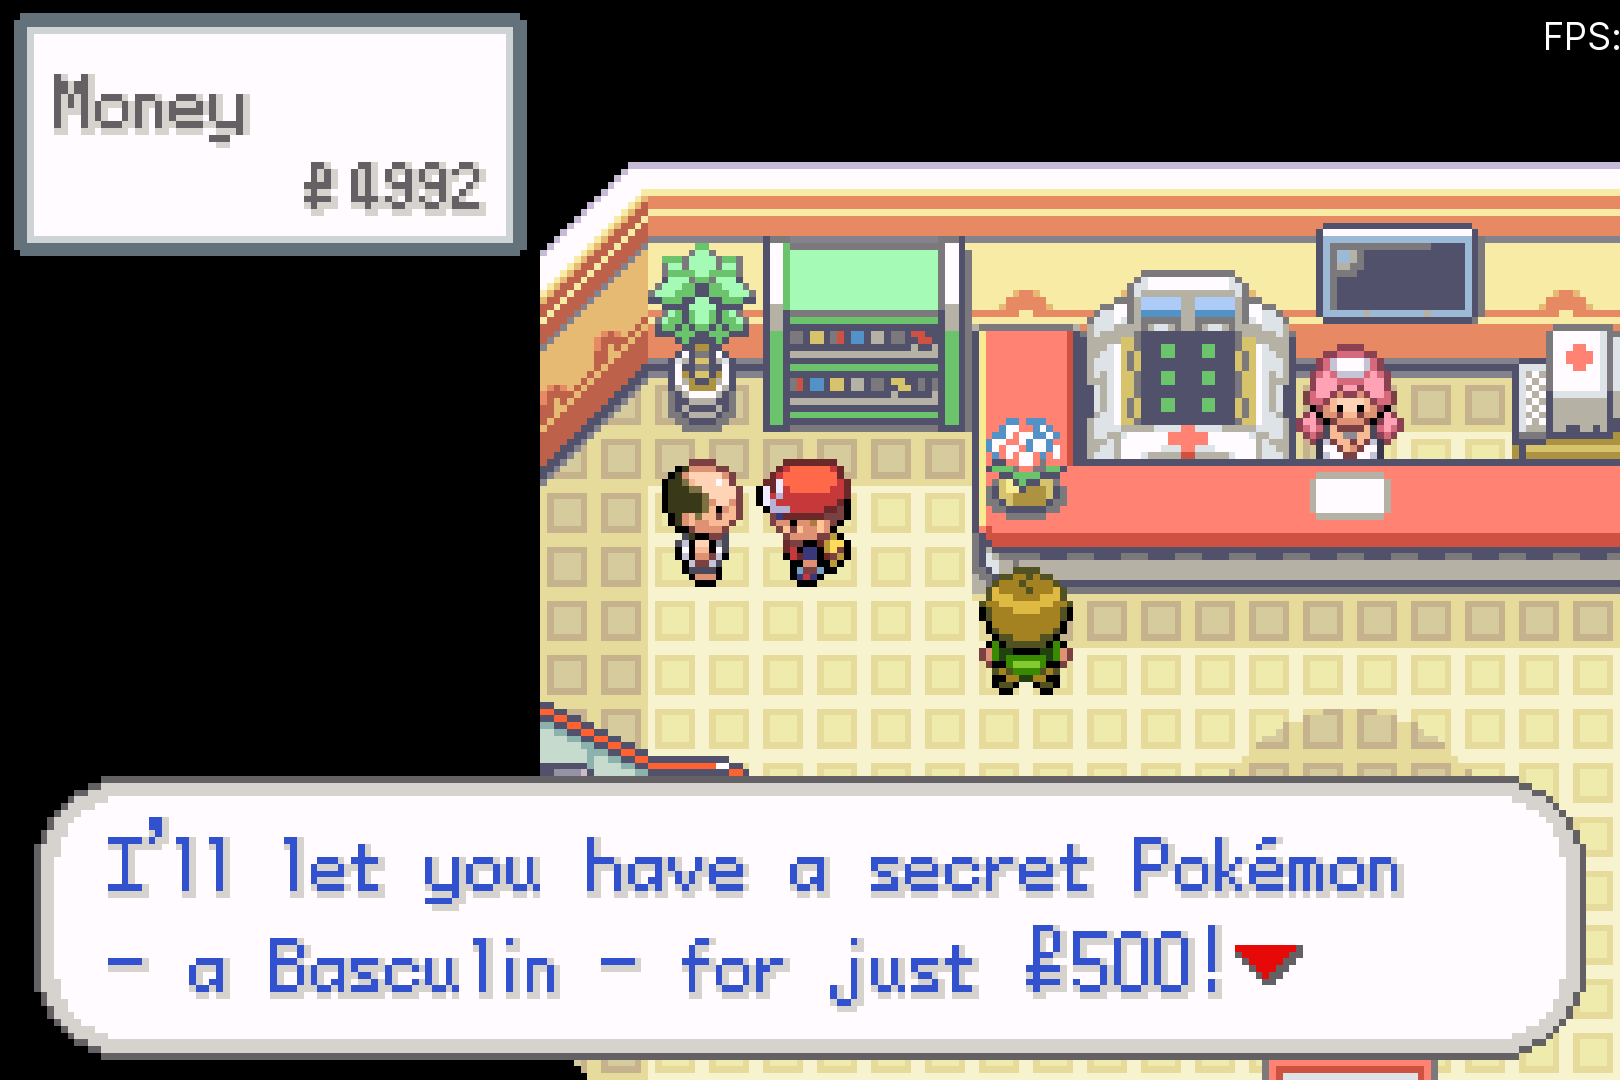 Money
₽4992
FPS:
I'll let you have a secret Pokémon
- a Basculin - for just ₽500!